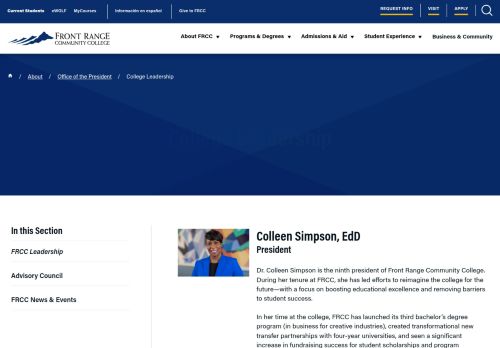 Current Students eWOLF MyCourses Información en español Give to FRCC REQUEST INFO VISIT APPLY
FRONT RANGE
COMMUNITY COLLEGE
About FRCC Programs & Degrees Admissions & Aid Student Experience Business & Community
/ About / Office of the President / College Leadership
College Leadership
In this Section
FRCC Leadership
Advisory Council
FRCC News & Events
Colleen Simpson, EdD
President
Dr. Colleen Simpson is the ninth president of Front Range Community College.
During her tenure at FRCC, she has led efforts to reimagine the college for the
future—with a focus on boosting educational excellence and removing barriers
to student success.
In her time at the college, FRCC has launched its third bachelor's degree
program (in business for creative industries), created transformational new
transfer partnerships with four-year universities, and seen a significant
increase in fundraising success for student scholarships and program